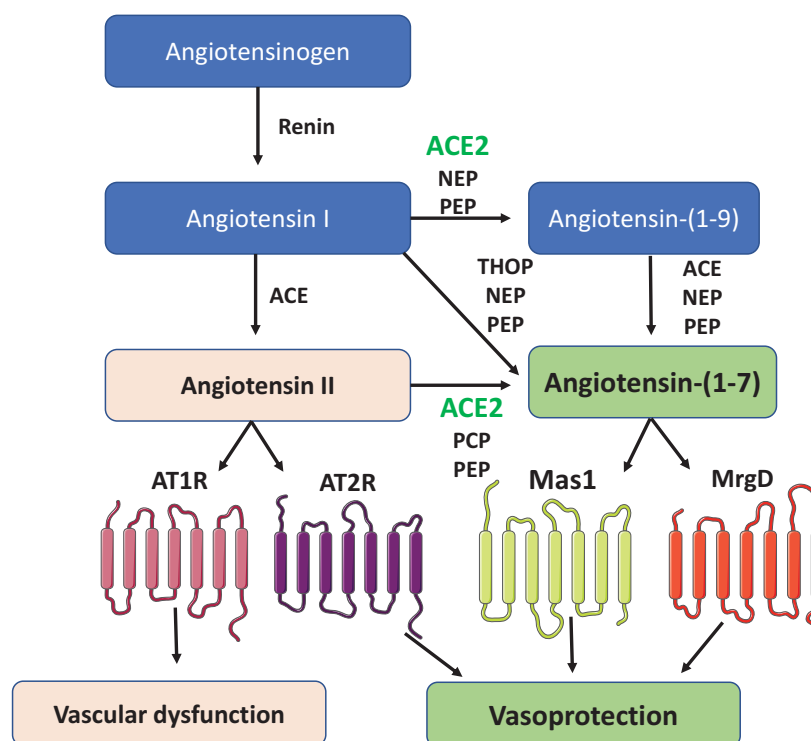 Angiotensinogen
Renin
ACE2
NEP
PEP
Angiotensin I
Angiotensin-(1-9)
ACE
THOP
NEP
PEP
ACE
NEP
PEP
Angiotensin II
Angiotensin-(1-7)
ACE2
PCP
PEP
AT1R
AT2R
Mas1
MrgD
Vascular dysfunction
Vasoprotection